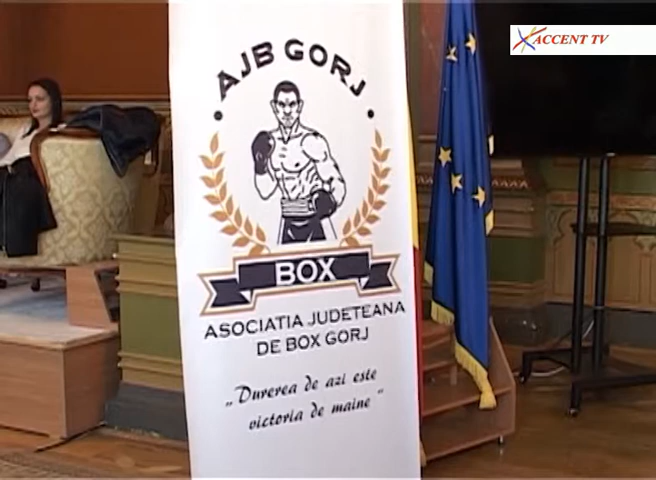 ACCENT TV
AJB GORJ
BOX
ASOCIATIA JUDETEANA
DE BOX GORJ
„Durerea de azi este
victoria de maine“